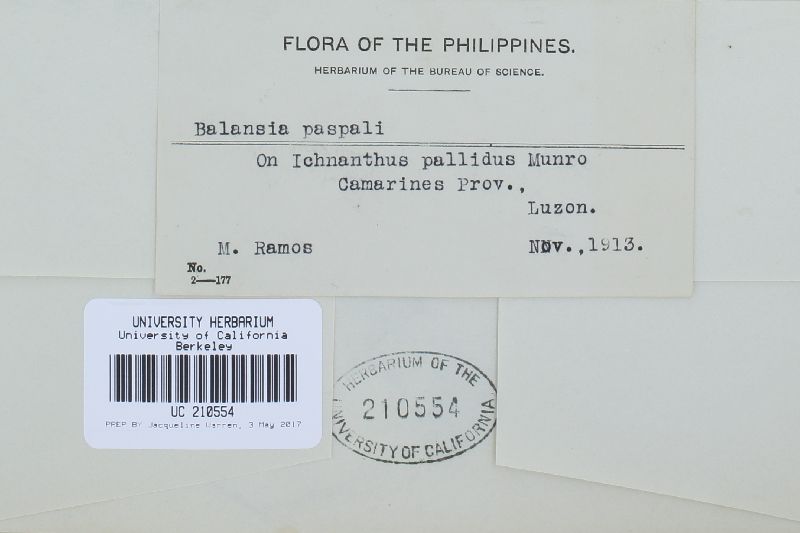 FLORA OF THE PHILIPPINES.
HERBARIUM OF THE BUREAU OF SCIENCE.
Balansia paspali
On Ichnanthus pallidus Munro
Camarines Prov.,
Luzon.
M. Ramos
Nov.,1913.
No.
2—177
UNIVERSITY HERBARIUM
University of California
Berkeley
UC 210554
PREP BY Jacqueline Warren, 3 May 2017
HERBARIUM OF THE
210554
UNIVERSITY OF CALIFORNIA